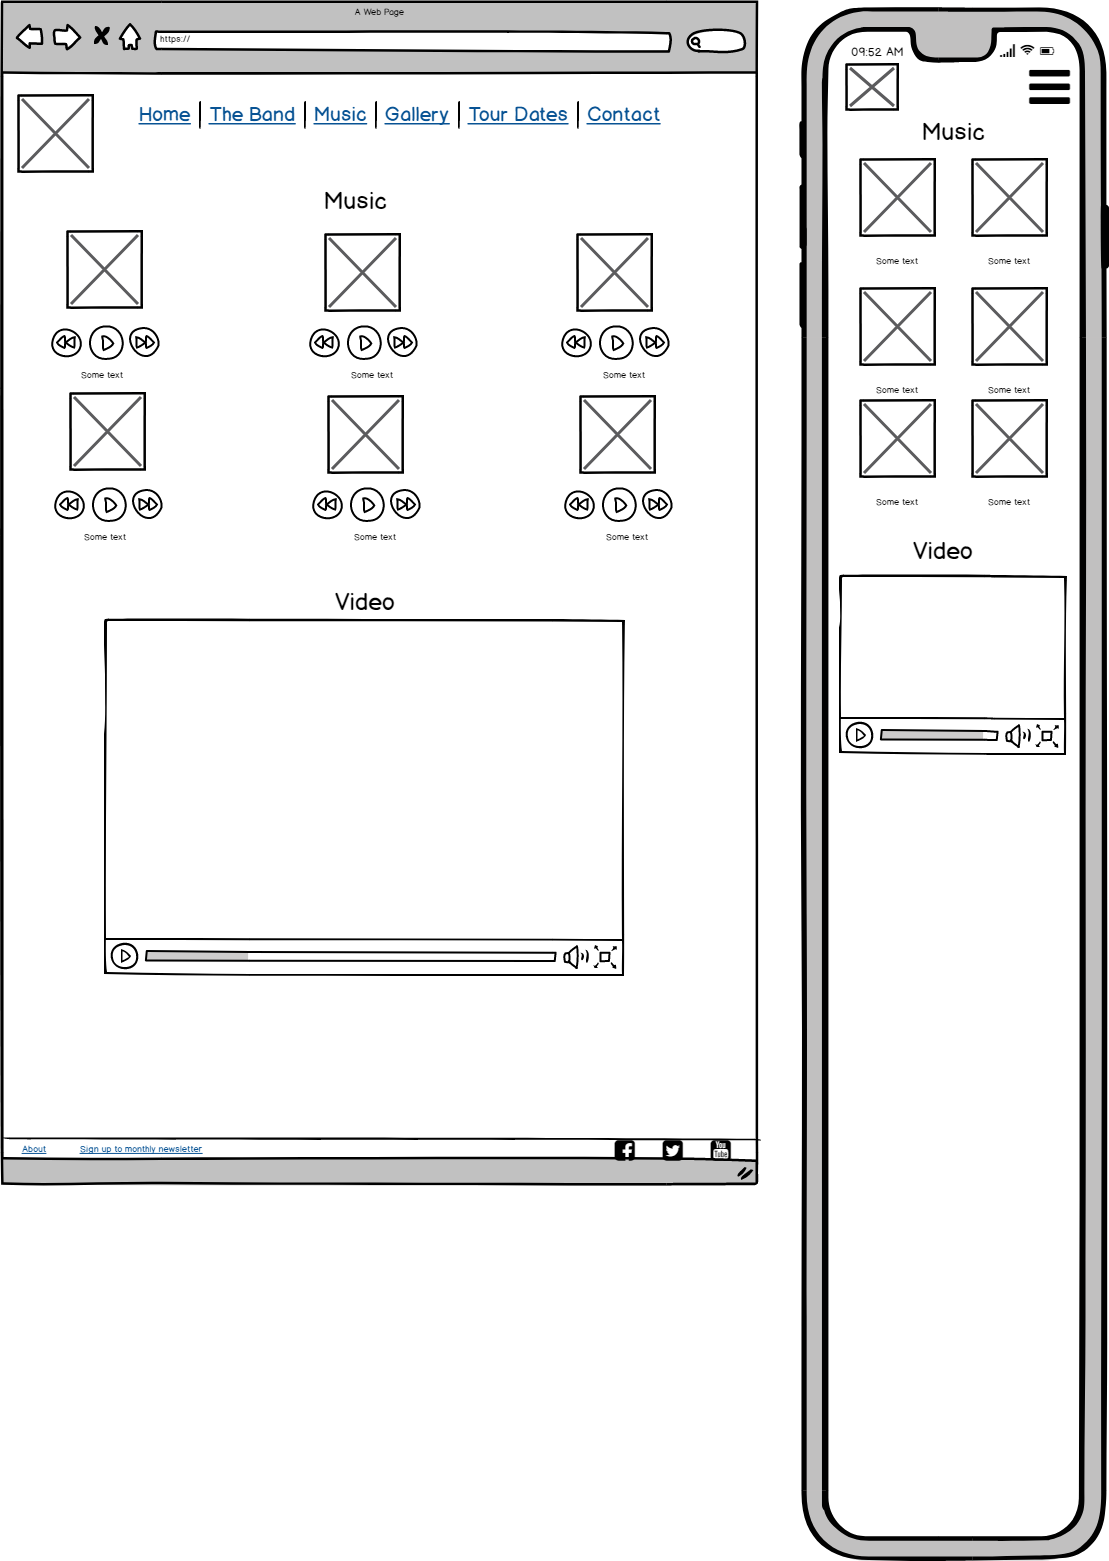 A Web Page
https://
Home | The Band | Music | Gallery | Tour Dates | Contact
Music
Some text Some text Some text
Some text Some text Some text
Video
About Sign up to monthly newsletter You Tube
09:52 AM
Music
Some text Some text
Some text Some text
Some text Some text
Video